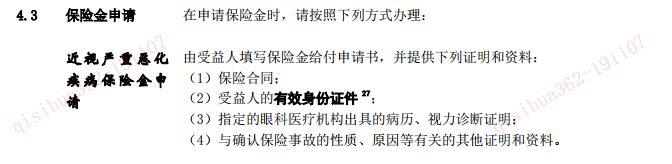 4.3 保险金申请 在申请保险金时，请按照下列方式办理：
近视严重恶化 由受益人填写保险金给付申请书，并提供下列证明和资料：
疾病保险金申 （1）保险合同；
请 （2）受益人的有效身份证件27；
（3）指定的眼科医疗机构出具的病历、视力诊断证明；
（4）与确认保险事故的性质、原因等有关的其他证明和资料。
qisihua362-191107
qisihua362-191107